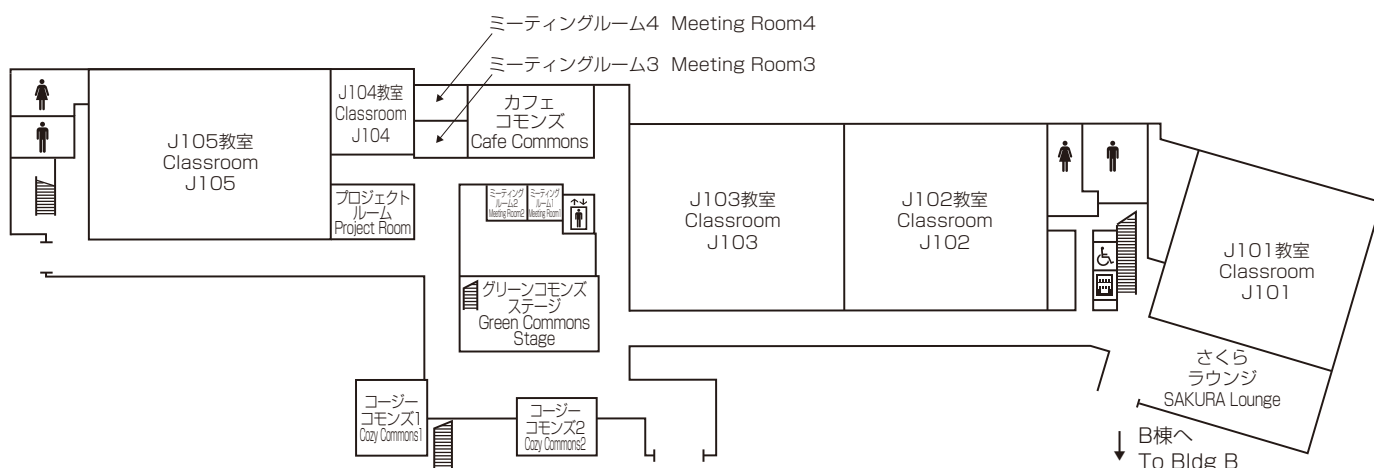 ミーティングルーム4 Meeting Room4
ミーティングルーム3 Meeting Room3
J105教室
Classroom
J105
J104教室
Classroom
J104
カフェ
コモンズ
Cafe Commons
プロジェクト
ルーム
Project Room
ミーティング
ルーム2
Meeting Room2
ミーティング
ルーム1
Meeting Room1
グリーンコモンズ
ステージ
Green Commons
Stage
コージー
コモンズ1
Cozy Commons1
コージー
コモンズ2
Cozy Commons2
J103教室
Classroom
J103
J102教室
Classroom
J102
J101教室
Classroom
J101
さくら
ラウンジ
SAKURA Lounge
B棟へ
To Bldg B